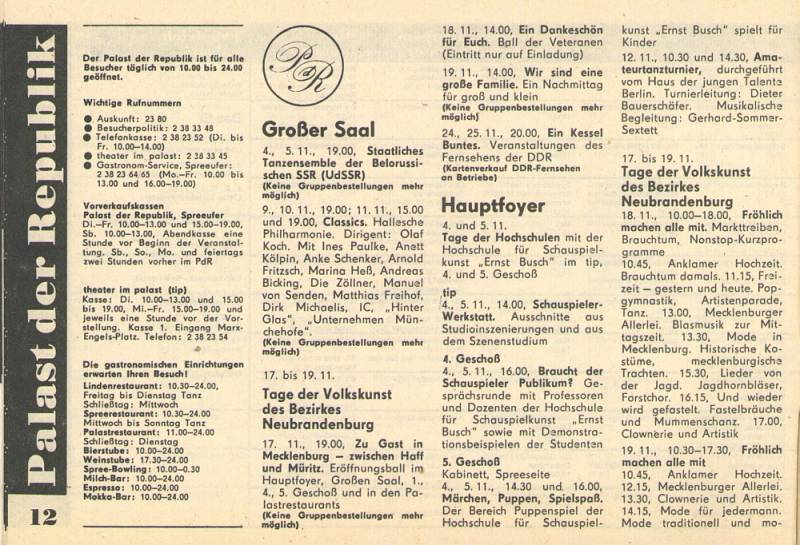 Palast der Republik
12
Der Palast der Republik ist für alle
Besucher täglich von 10.00 bis 24.00
geöffnet.
Wichtige Rufnummern
● Auskunft: 23 80
● Besucherpolitik: 2 38 33 48
● Telefonkasse: 2 38 23 52 (Di. bis
Fr. 10.00–14.00)
● theater im palast: 2 38 33 45
● Gastronom-Service, Spreeufer:
2 38 23 64/65 (Mo.–Fr. 10.00 bis
13.00 und 16.00–19.00)
Vorverkaufskassen
Palast der Republik, Spreeufer
Di.–Fr. 10.00–13.00 und 15.00–19.00,
Sb. 10.00–13.00, Abendkasse eine
Stunde vor Beginn der Veranstal-
tung. Sb., So., Mo. und feiertags
zwei Stunden vorher im PdR
theater im palast (tip)
Kasse: Di. 10.00–13.00 und 15.00
bis 19.00, Mi.–Fr. 15.00–19.00 und
jeweils eine Stunde vor der Vor-
stellung. Kasse 1. Eingang Marx-
Engels-Platz. Telefon: 2 38 23 54
Die gastronomischen Einrichtungen
erwarten Ihren Besuch!
Lindenrestaurant: 10.30–24.00,
Freitag bis Dienstag Tanz
Schließtag: Mittwoch
Spreerestaurant: 10.30–24.00
Mittwoch bis Sonntag Tanz
Palastrestaurant: 11.00–24.00
Schließtag: Dienstag
Bierstube: 10.00–24.00
Weinstube: 17.30–24.00
Spree-Bowling: 10.00–0.30
Milch-Bar: 10.00–24.00
Espresso: 10.00–24.00
Mokka-Bar: 10.00–24.00
PdR
Großer Saal
4., 5. 11., 19.00, Staatliches
Tanzensemble der Belorussi-
schen SSR (UdSSR)
(Keine Gruppenbestellungen mehr
möglich)
9., 10. 11., 19.00; 11. 11., 15.00
und 19.00, Classics. Hallesche
Philharmonie. Dirigent: Olaf
Koch. Mit Ines Paulke, Anett
Kölpin, Anke Schenker, Arnold
Fritzsch, Marina Heß, Andreas
Bicking, Die Zöllner, Manuel
von Senden, Matthias Freihof,
Dirk Michaelis, IC, „Hinter
Glas“, „Unternehmen Mün-
chehofe“.
(Keine Gruppenbestellungen mehr
möglich)
17. bis 19. 11.
Tage der Volkskunst
des Bezirkes
Neubrandenburg
17. 11., 19.00, Zu Gast in
Mecklenburg – zwischen Haff
und Müritz. Eröffnungsball im
Hauptfoyer, Großen Saal, 1.,
4., 5. Geschoß und in den Pa-
lastrestaurants
(Keine Gruppenbestellungen mehr
möglich)
18. 11., 14.00, Ein Dankeschön
für Euch. Ball der Veteranen
(Eintritt nur auf Einladung)
19. 11., 14.00, Wir sind eine
große Familie. Ein Nachmittag
für groß und klein
(Keine Gruppenbestellungen mehr
möglich)
24., 25. 11., 20.00, Ein Kessel
Buntes. Veranstaltungen des
Fernsehens der DDR
(Kartenverkauf DDR-Fernsehen
an Betriebe)
Hauptfoyer
4. und 5. 11.
Tage der Hochschulen mit der
Hochschule für Schauspiel-
kunst „Ernst Busch“ im tip,
4. und 5. Geschoß
tip
4., 5. 11., 14.00, Schauspieler-
Werkstatt. Ausschnitte aus
Studioinszenierungen und aus
dem Szenenstudium
4. Geschoß
4., 5. 11., 16.00, Braucht der
Schauspieler Publikum? Ge-
sprächsrunde mit Professoren
und Dozenten der Hochschule
für Schauspielkunst „Ernst
Busch“ sowie mit Demonstra-
tionsbeispielen der Studenten
5. Geschoß
Kabinett, Spreeseite
4., 5. 11., 14.30 und 16.00,
Märchen, Puppen, Spielspaß.
Der Bereich Puppenspiel der
Hochschule für Schauspiel-
kunst „Ernst Busch“ spielt für
Kinder
12. 11., 10.30 und 14.30, Ama-
teurtanzturnier, durchgeführt
vom Haus der jungen Talente
Berlin. Turnierleitung: Dieter
Bauerschöfer. Musikalische
Begleitung: Gerhard-Sommer-
Sextett
17. bis 19. 11.
Tage der Volkskunst
des Bezirkes
Neubrandenburg
18. 11., 10.00–18.00, Fröhlich
machen alle mit. Markttreiben,
Brauchtum, Nonstop-Kurzpro-
gramme
10.45, Anklamer Hochzeit.
Brauchtum damals. 11.15, Frei-
zeit – gestern und heute. Pop-
gymnastik, Artistenparade,
Tanz. 13.00, Mecklenburger
Allerlei. Blasmusik zur Mit-
tagszeit. 13.30, Mode in
Mecklenburg. Historische Ko-
stüme, mecklenburgische
Trachten. 15.30, Lieder von
der Jagd. Jagdhornbläser,
Forstchor. 16.15, Und wieder
wird gefastelt. Fastelbräuche
und Mummenschanz. 17.00,
Clownerie und Artistik
19. 11., 10.30–17.30, Fröhlich
machen alle mit
10.45, Anklamer Hochzeit.
12.15, Mecklenburger Allerlei.
13.30, Clownerie und Artistik.
14.15, Mode für jedermann.
Mode traditionell und mo-